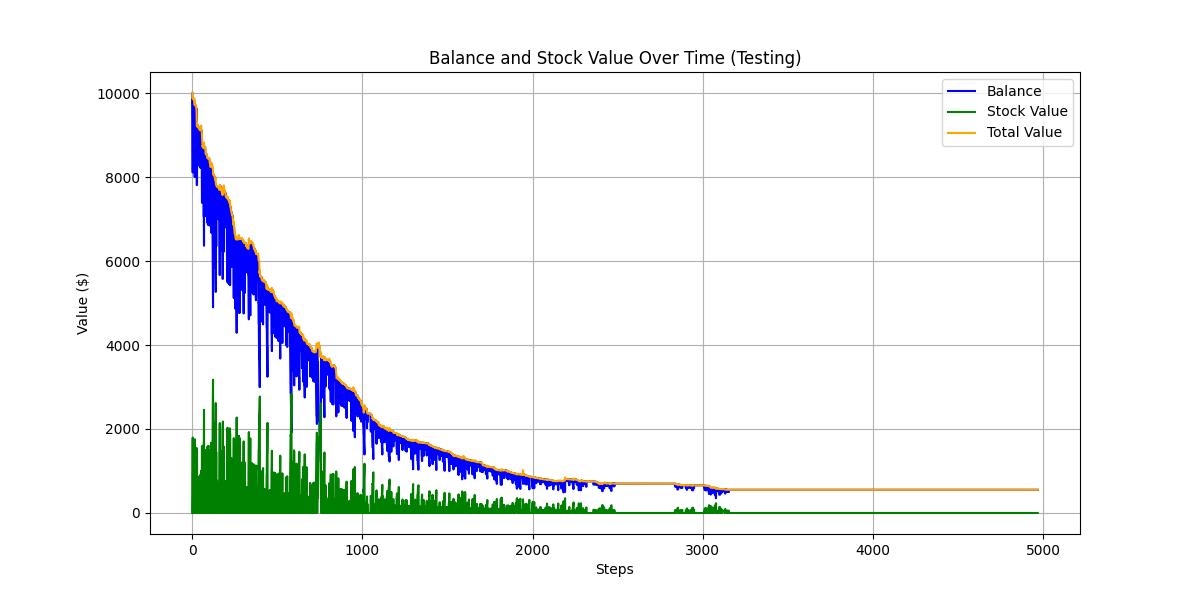 Balance and Stock Value Over Time (Testing)
Balance
Stock Value
Total Value
Value ($)
10000
8000
6000
4000
2000
0
0 1000 2000 3000 4000 5000
Steps